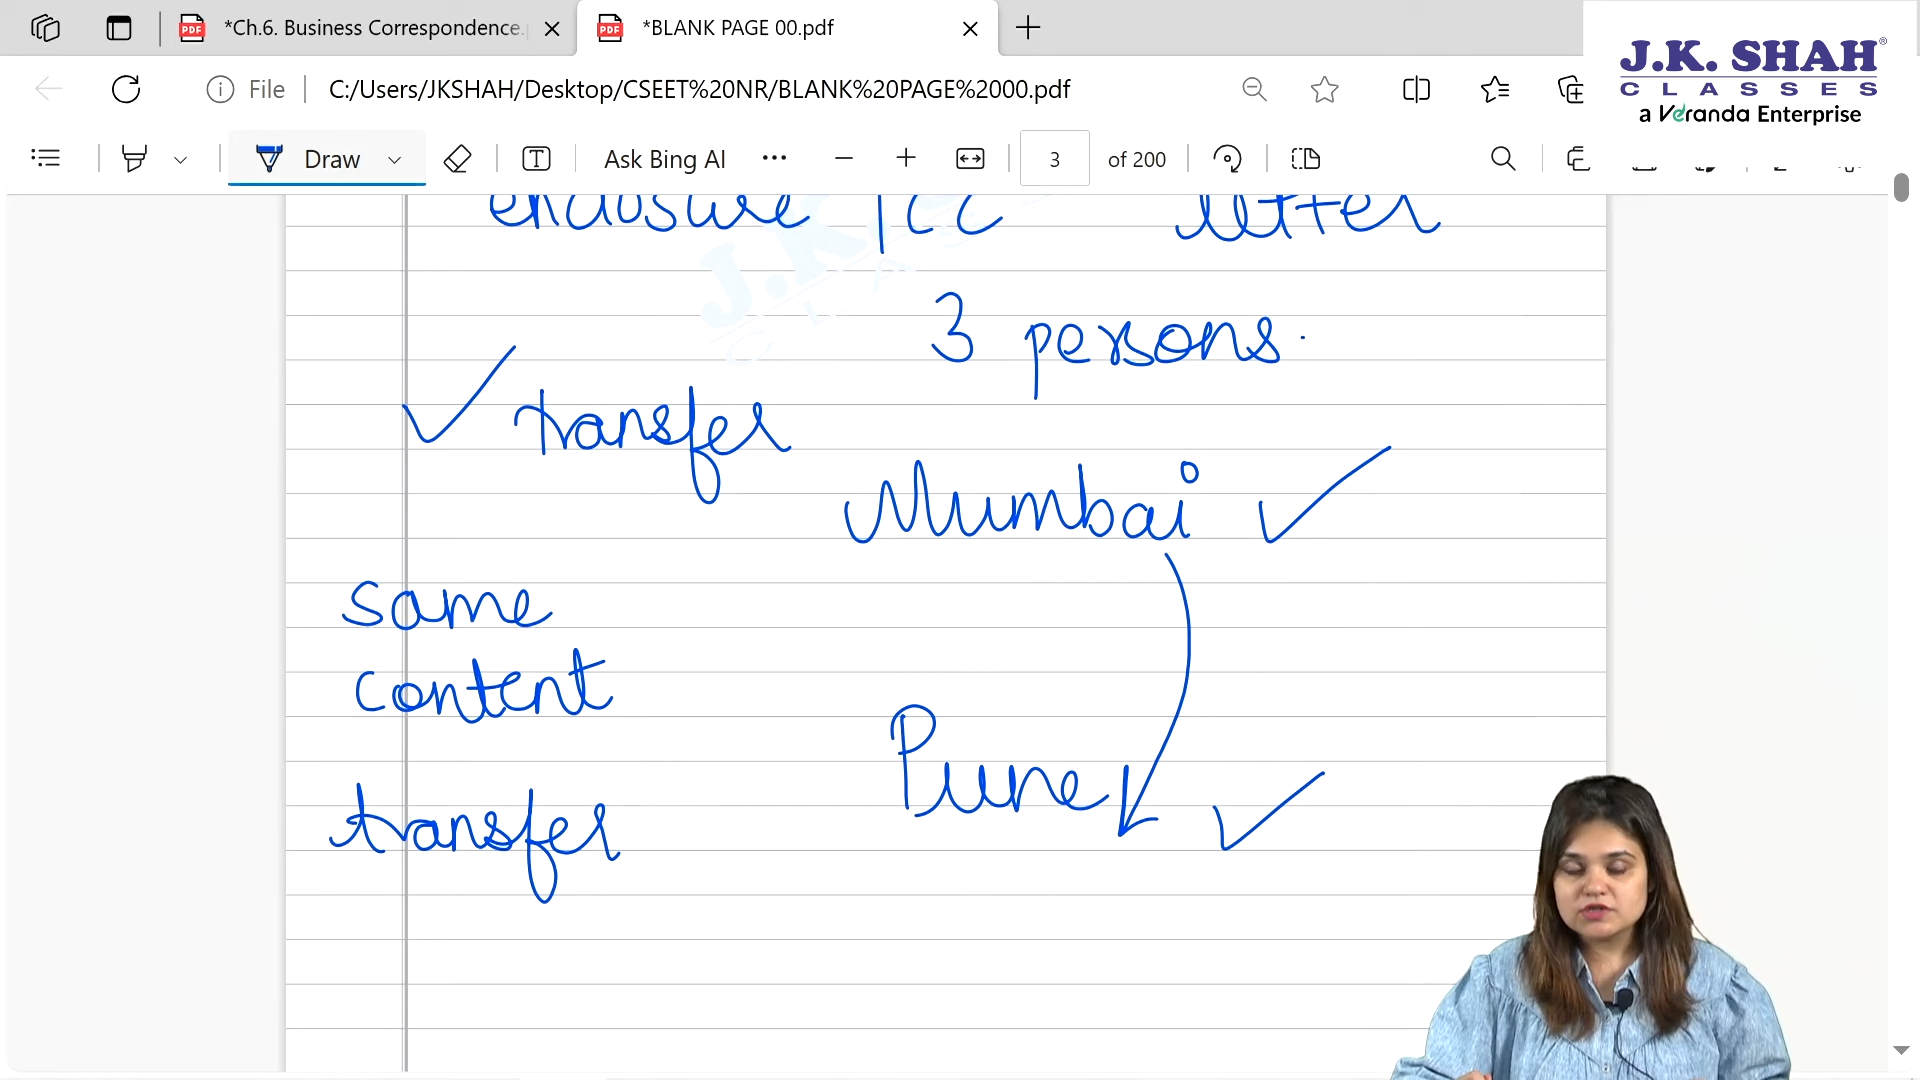 *Ch.6. Business Correspondence.
*BLANK PAGE 00.pdf
File
C:/Users/JKSHAH/Desktop/CSEET%20NR/BLANK%20PAGE%2000.pdf
J.K. SHAH®
CLASSES
a Veranda Enterprise
Draw
Ask Bing AI
3
of 200
enclosure / CC letter
3 persons.
transfer
Mumbai
same
content
Pune
transfer